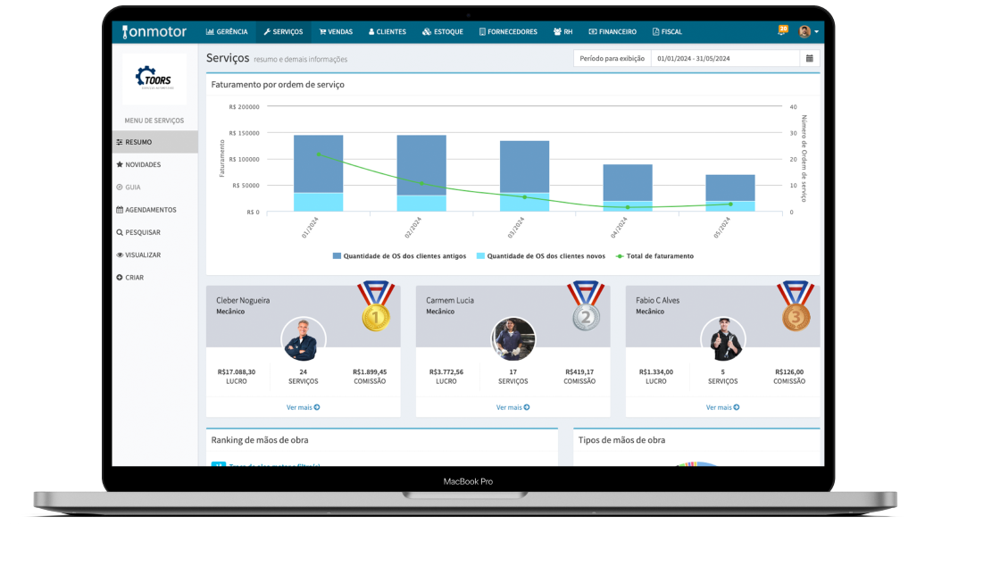 onmotor GERÊNCIA SERVIÇOS VENDAS CLIENTES ESTOQUE FORNECEDORES RH FINANCEIRO FISCAL 28
TOORS
MENU DE SERVIÇOS
RESUMO
NOVIDADES
GUIA
AGENDAMENTOS
PESQUISAR
VISUALIZAR
CRIAR
Serviços resumo e demais informações
Período para exibição 01/01/2024 - 31/05/2024
Faturamento por ordem de serviço
R$ 200000 40
R$ 150000 30
R$ 100000 20
R$ 50000 10
R$ 0 0
Faturamento
Número de Ordem de serviço
01/2024 02/2024 03/2024 04/2024 05/2024
Quantidade de OS dos clientes antigos Quantidade de OS dos clientes novos Total de faturamento
Cleber Nogueira
Mecânico
1
R$17.088,30 24 R$1.899,45
LUCRO SERVIÇOS COMISSÃO
Ver mais
Carmem Lucia
Mecânico
2
R$3.772,56 17 R$419,17
LUCRO SERVIÇOS COMISSÃO
Ver mais
Fabio C Alves
Mecânico
3
R$1.334,00 5 R$126,00
LUCRO SERVIÇOS COMISSÃO
Ver mais
Ranking de mãos de obra
Tipos de mãos de obra
MacBook Pro